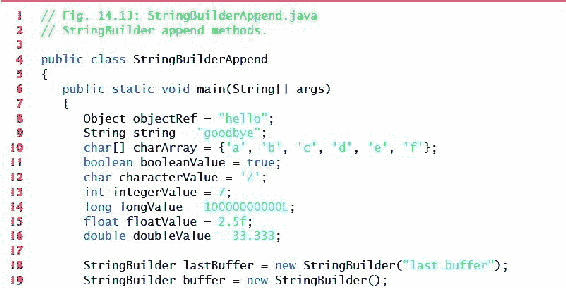 1 // Fig. 14.13: StringBuilderAppend.java
2 // StringBuilder append methods.
3
4 public class StringBuilderAppend
5 {
6 public static void main(String[] args)
7 {
8 Object objectRef = "hello";
9 String string = "goodbye";
10 char[] charArray = {'a', 'b', 'c', 'd', 'e', 'f'};
11 boolean booleanValue = true;
12 char characterValue = 'Z';
13 int integerValue = 7;
14 long longValue = 10000000000L;
15 float floatValue = 2.5f;
16 double doubleValue = 33.333;
17
18 StringBuilder lastBuffer = new StringBuilder("last buffer");
19 StringBuilder buffer = new StringBuilder();